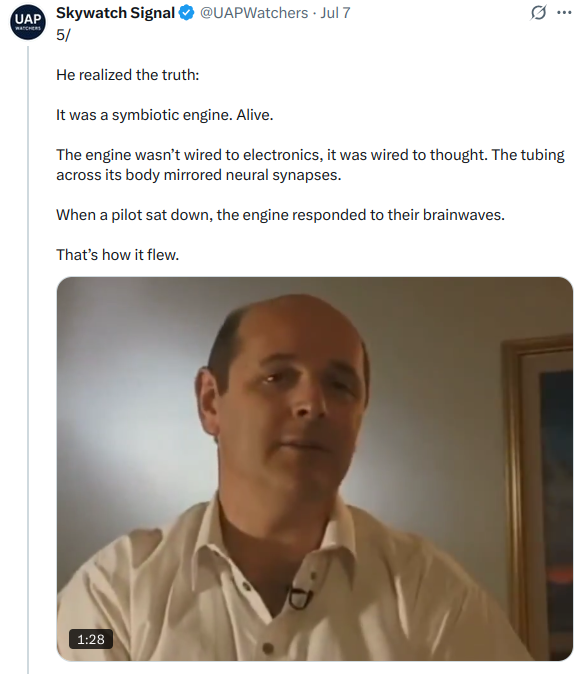 UAP
WATCHERS
Skywatch Signal @UAPWatchers · Jul 7
5/
He realized the truth:
It was a symbiotic engine. Alive.
The engine wasn’t wired to electronics, it was wired to thought. The tubing
across its body mirrored neural synapses.
When a pilot sat down, the engine responded to their brainwaves.
That’s how it flew.
1:28